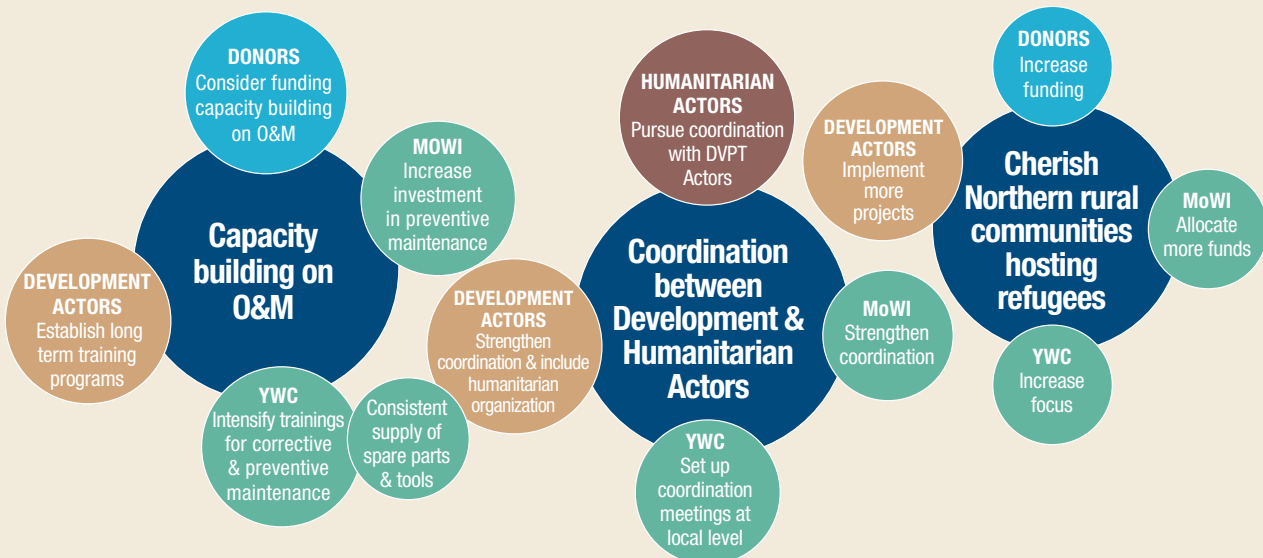 DONORS
Consider funding
capacity building
on O&M
MOWI
Increase
investment
in preventive
maintenance
Capacity
building on
O&M
DEVELOPMENT
ACTORS
Establish long
term training
programs
YWC
Intensify trainings
for corrective
& preventive
maintenance
Consistent
supply of
spare parts
& tools
HUMANITARIAN
ACTORS
Pursue coordination
with DVPT
Actors
DEVELOPMENT
ACTORS
Strengthen
coordination & include
humanitarian
organization
Coordination
between
Development &
Humanitarian
Actors
MoWI
Strengthen
coordination
YWC
Set up
coordination
meetings at
local level
DONORS
Increase
funding
DEVELOPMENT
ACTORS
Implement
more
projects
Cherish
Northern rural
communities
hosting
refugees
MoWI
Allocate
more funds
YWC
Increase
focus